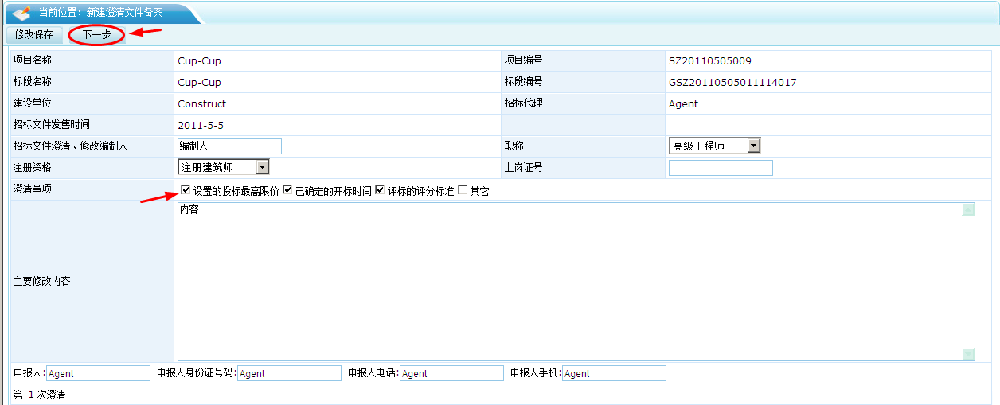 当前位置：新建澄清文件备案
修改保存 下一步
项目名称 Cup-Cup 项目编号 SZ20110505009
标段名称 Cup-Cup 标段编号 GSZ20110505011114017
建设单位 Construct 招标代理 Agent
招标文件发售时间 2011-5-5
招标文件澄清、修改编制人 编制人 职称 高级工程师
注册资格 注册建筑师 上岗证号
澄清事项 设置的投标最高限价 己确定的开标时间 评标的评分标准 其它
内容
主要修改内容
申报人: Agent 申报人身份证号码: Agent 申报人电话: Agent 申报人手机: Agent
第 1 次澄清